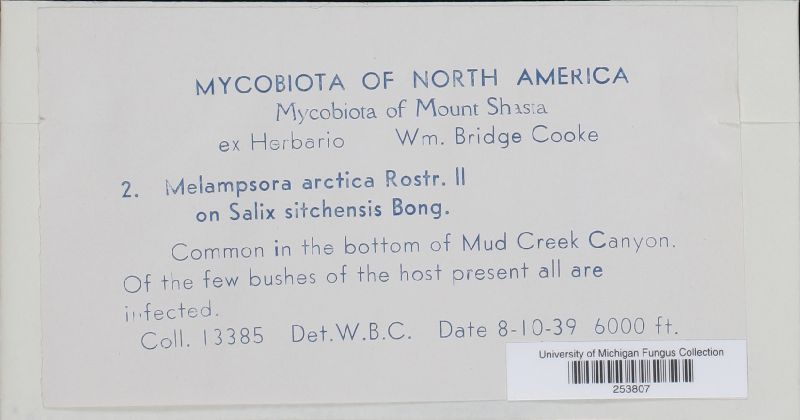 MYCOBIOTA OF NORTH AMERICA
Mycobiota of Mount Shasta
ex Herbario Wm. Bridge Cooke
2. Melampsora arctica Rostr. II
on Salix sitchensis Bong.
Common in the bottom of Mud Creek Canyon.
Of the few bushes of the host present all are
infected.
Coll. 13385 Det.W.B.C. Date 8-10-39 6000 ft.
University of Michigan Fungus Collection
253807